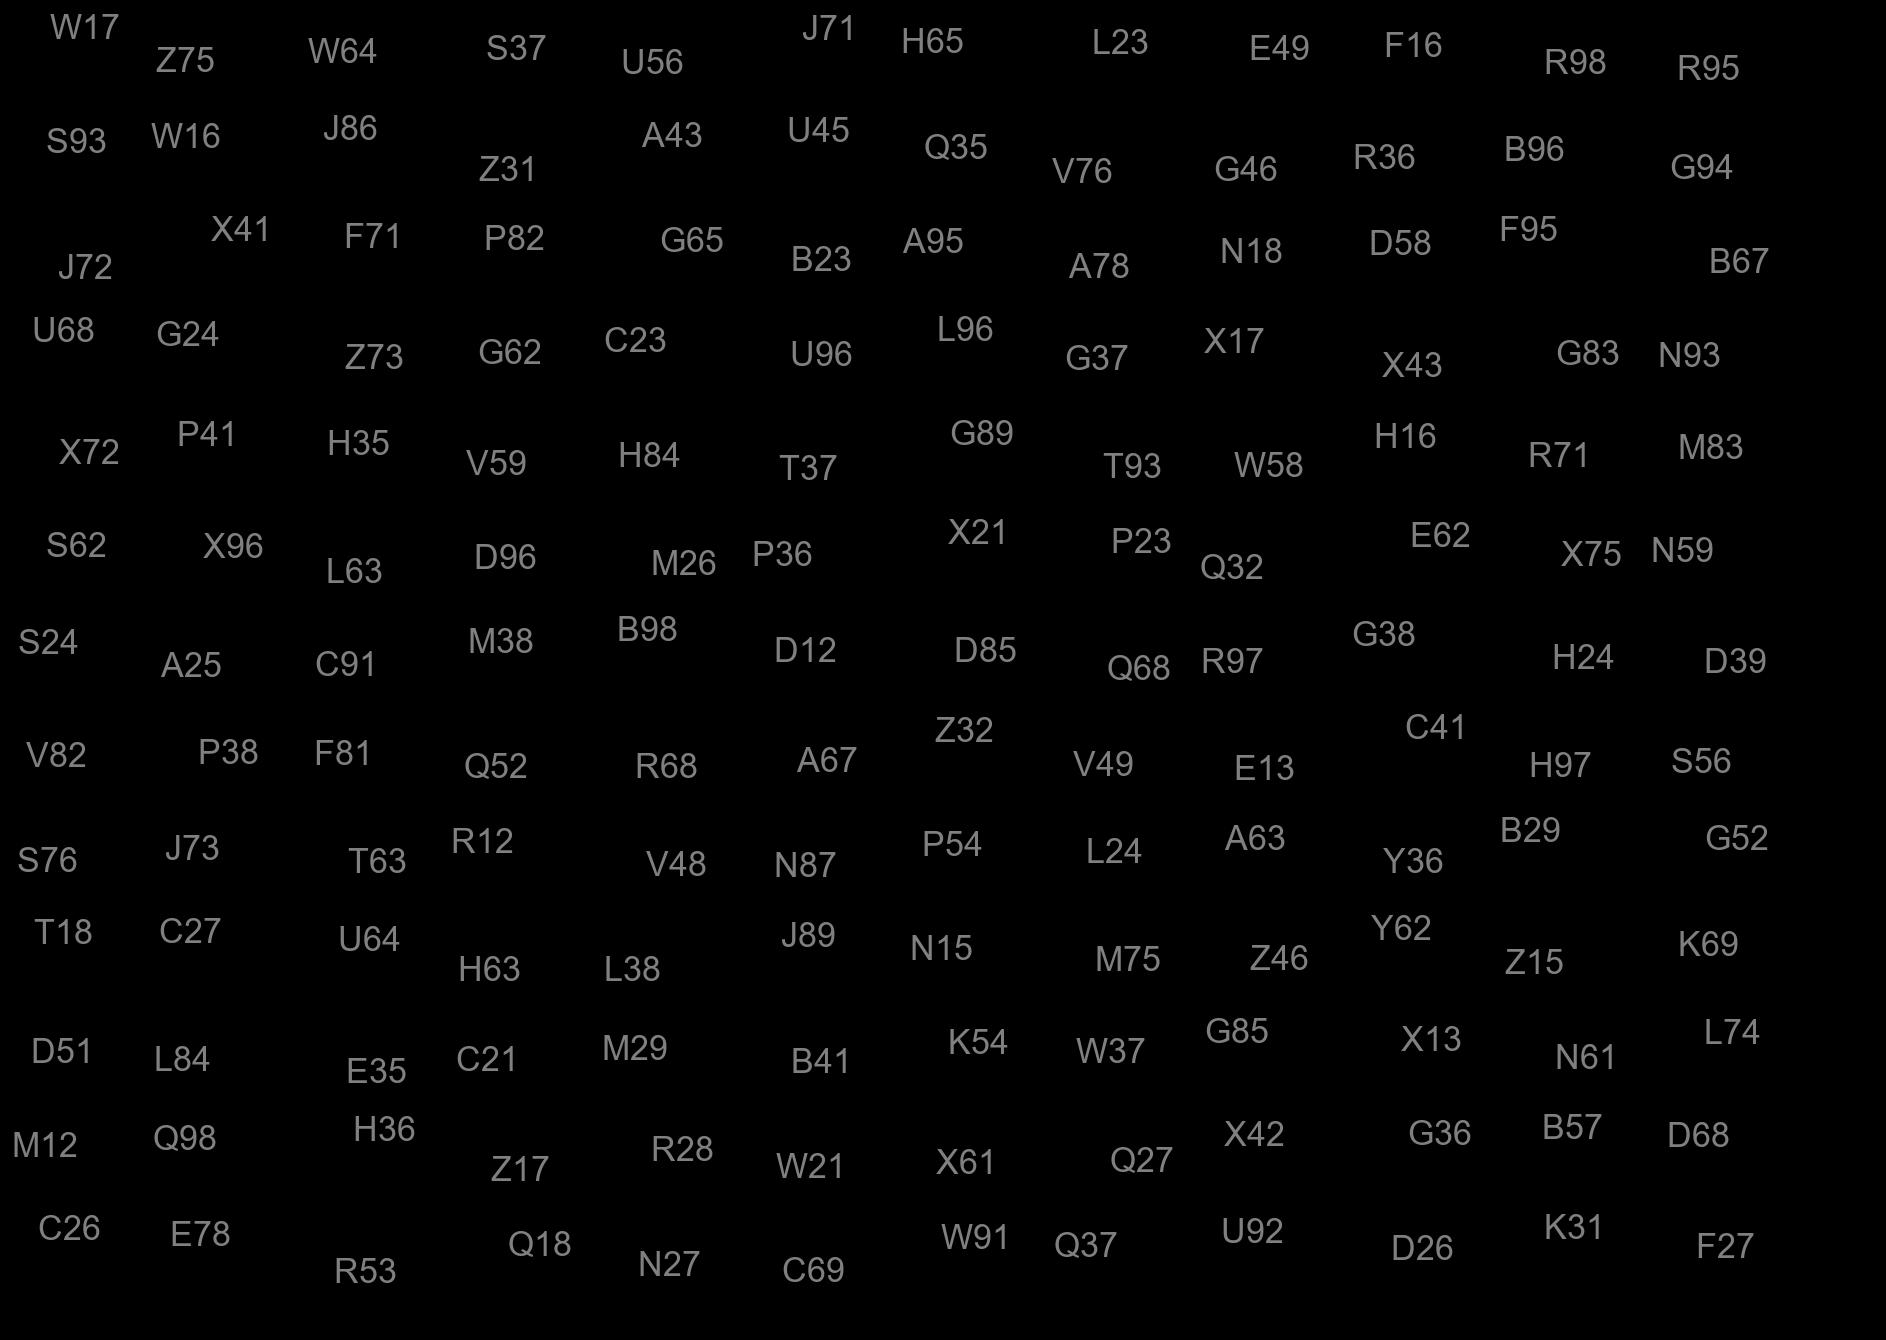 W17 Z75 W64 S37 U56 J71 H65 L23 E49 F16 R98 R95
S93 W16 J86 Z31 A43 U45 Q35 V76 G46 R36 B96 G94
J72 X41 F71 P82 G65 B23 A95 A78 N18 D58 F95 B67
U68 G24 Z73 G62 C23 U96 L96 G37 X17 X43 G83 N93
X72 P41 H35 V59 H84 T37 G89 T93 W58 H16 R71 M83
S62 X96 L63 D96 M26 P36 X21 P23 Q32 E62 X75 N59
S24 A25 C91 M38 B98 D12 D85 Q68 R97 G38 H24 D39
V82 P38 F81 Q52 R68 A67 Z32 V49 E13 C41 H97 S56
S76 J73 T63 R12 V48 N87 P54 L24 A63 Y36 B29 G52
T18 C27 U64 H63 L38 J89 N15 M75 Z46 Y62 Z15 K69
D51 L84 E35 C21 M29 B41 K54 W37 G85 X13 N61 L74
M12 Q98 H36 Z17 R28 W21 X61 Q27 X42 G36 B57 D68
C26 E78 R53 Q18 N27 C69 W91 Q37 U92 D26 K31 F27